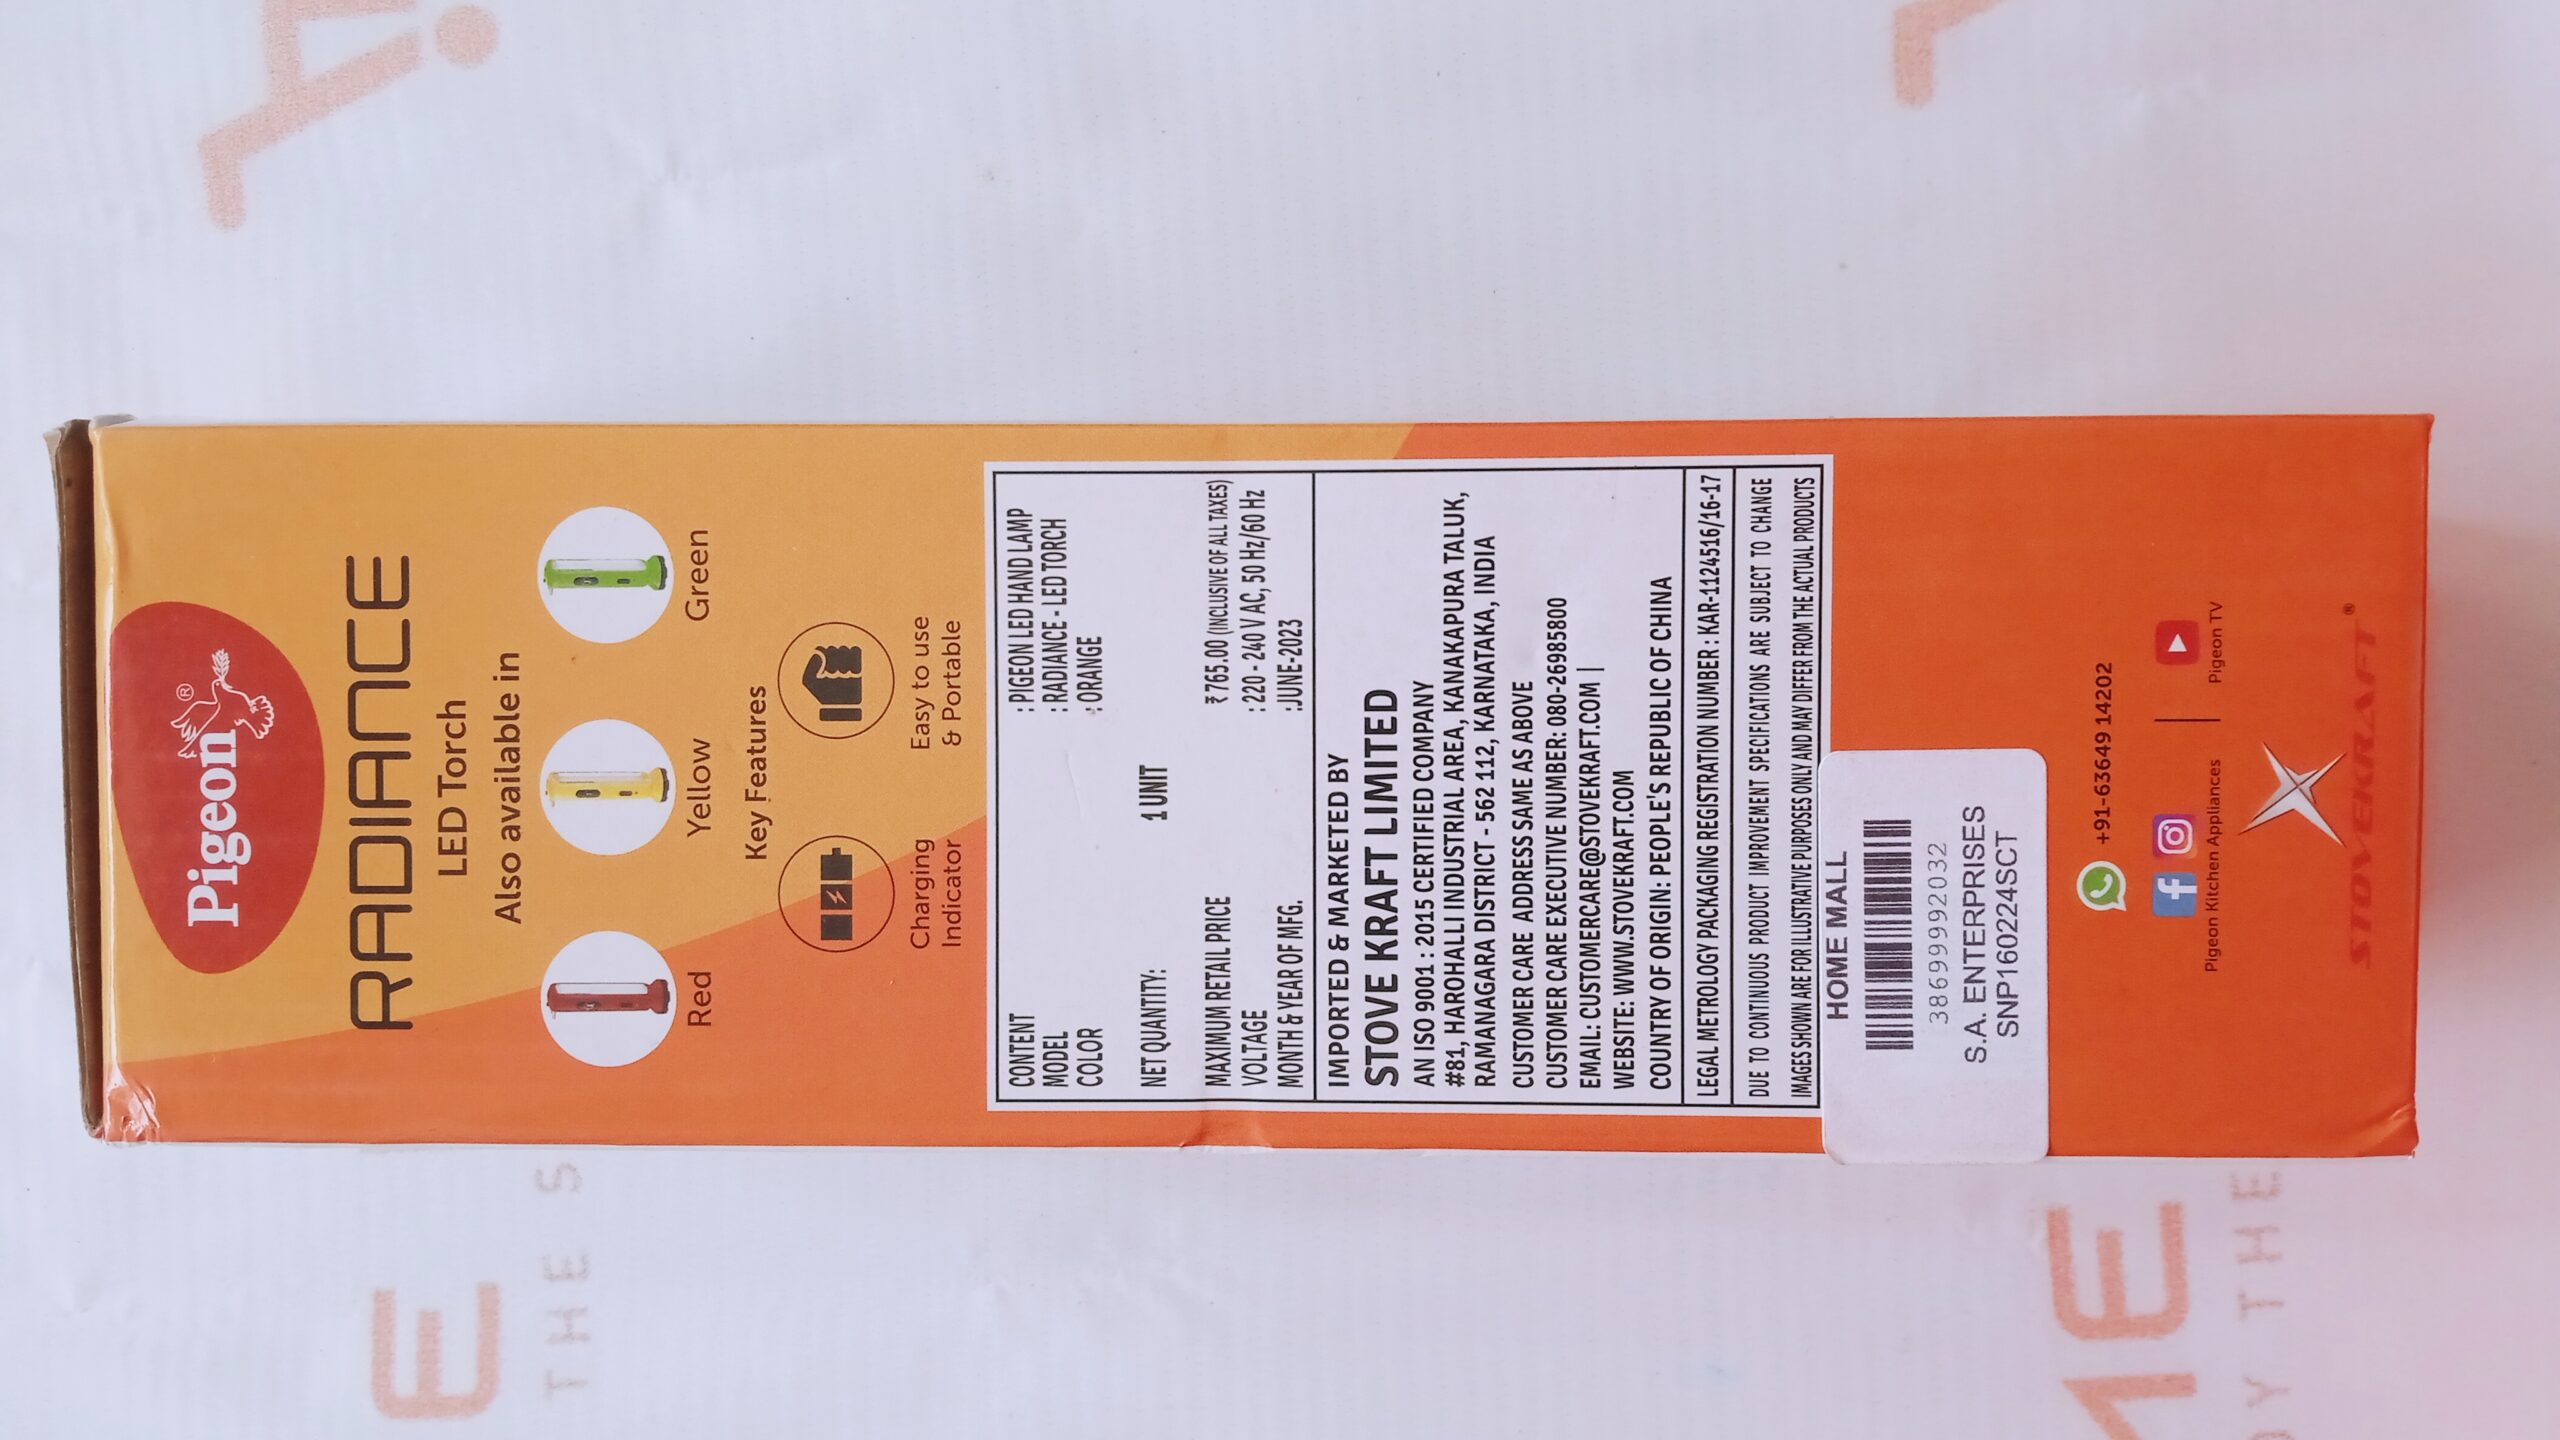 Pigeon®
RADIANCE
LED Torch
Also available in
Red Yellow Green
Key Features
Charging Indicator
Easy to use & Portable
CONTENT : PIGEON LED HAND LAMP
MODEL : RADIANCE - LED TORCH
COLOR : ORANGE
NET QUANTITY: 1 UNIT
MAXIMUM RETAIL PRICE ₹ 765.00 (INCLUSIVE OF ALL TAXES)
VOLTAGE : 220 - 240 V AC, 50 Hz/60 Hz
MONTH & YEAR OF MFG. :JUNE-2023
IMPORTED & MARKETED BY
STOVE KRAFT LIMITED
AN ISO 9001 : 2015 CERTIFIED COMPANY
#81, HAROHALLI INDUSTRIAL AREA, KANAKAPURA TALUK,
RAMANAGARA DISTRICT - 562 112, KARNATAKA, INDIA
CUSTOMER CARE ADDRESS SAME AS ABOVE
CUSTOMER CARE EXECUTIVE NUMBER: 080-26985800
EMAIL: CUSTOMERCARE@STOVEKRAFT.COM |
WEBSITE: WWW.STOVEKRAFT.COM
COUNTRY OF ORIGIN: PEOPLE'S REPUBLIC OF CHINA
LEGAL METROLOGY PACKAGING REGISTRATION NUMBER : KAR-1124516/16-17
DUE TO CONTINUOUS PRODUCT IMPROVEMENT SPECIFICATIONS ARE SUBJECT TO CHANGE
IMAGES SHOWN ARE FOR ILLUSTRATIVE PURPOSES ONLY AND MAY DIFFER FROM THE ACTUAL PRODUCTS
HOME MALL
386999992032
S.A. ENTERPRISES
SNP160224SCT
+91-63649 14202
Pigeon Kitchen Appliances | Pigeon TV
STOVEKRAFT®
THE S